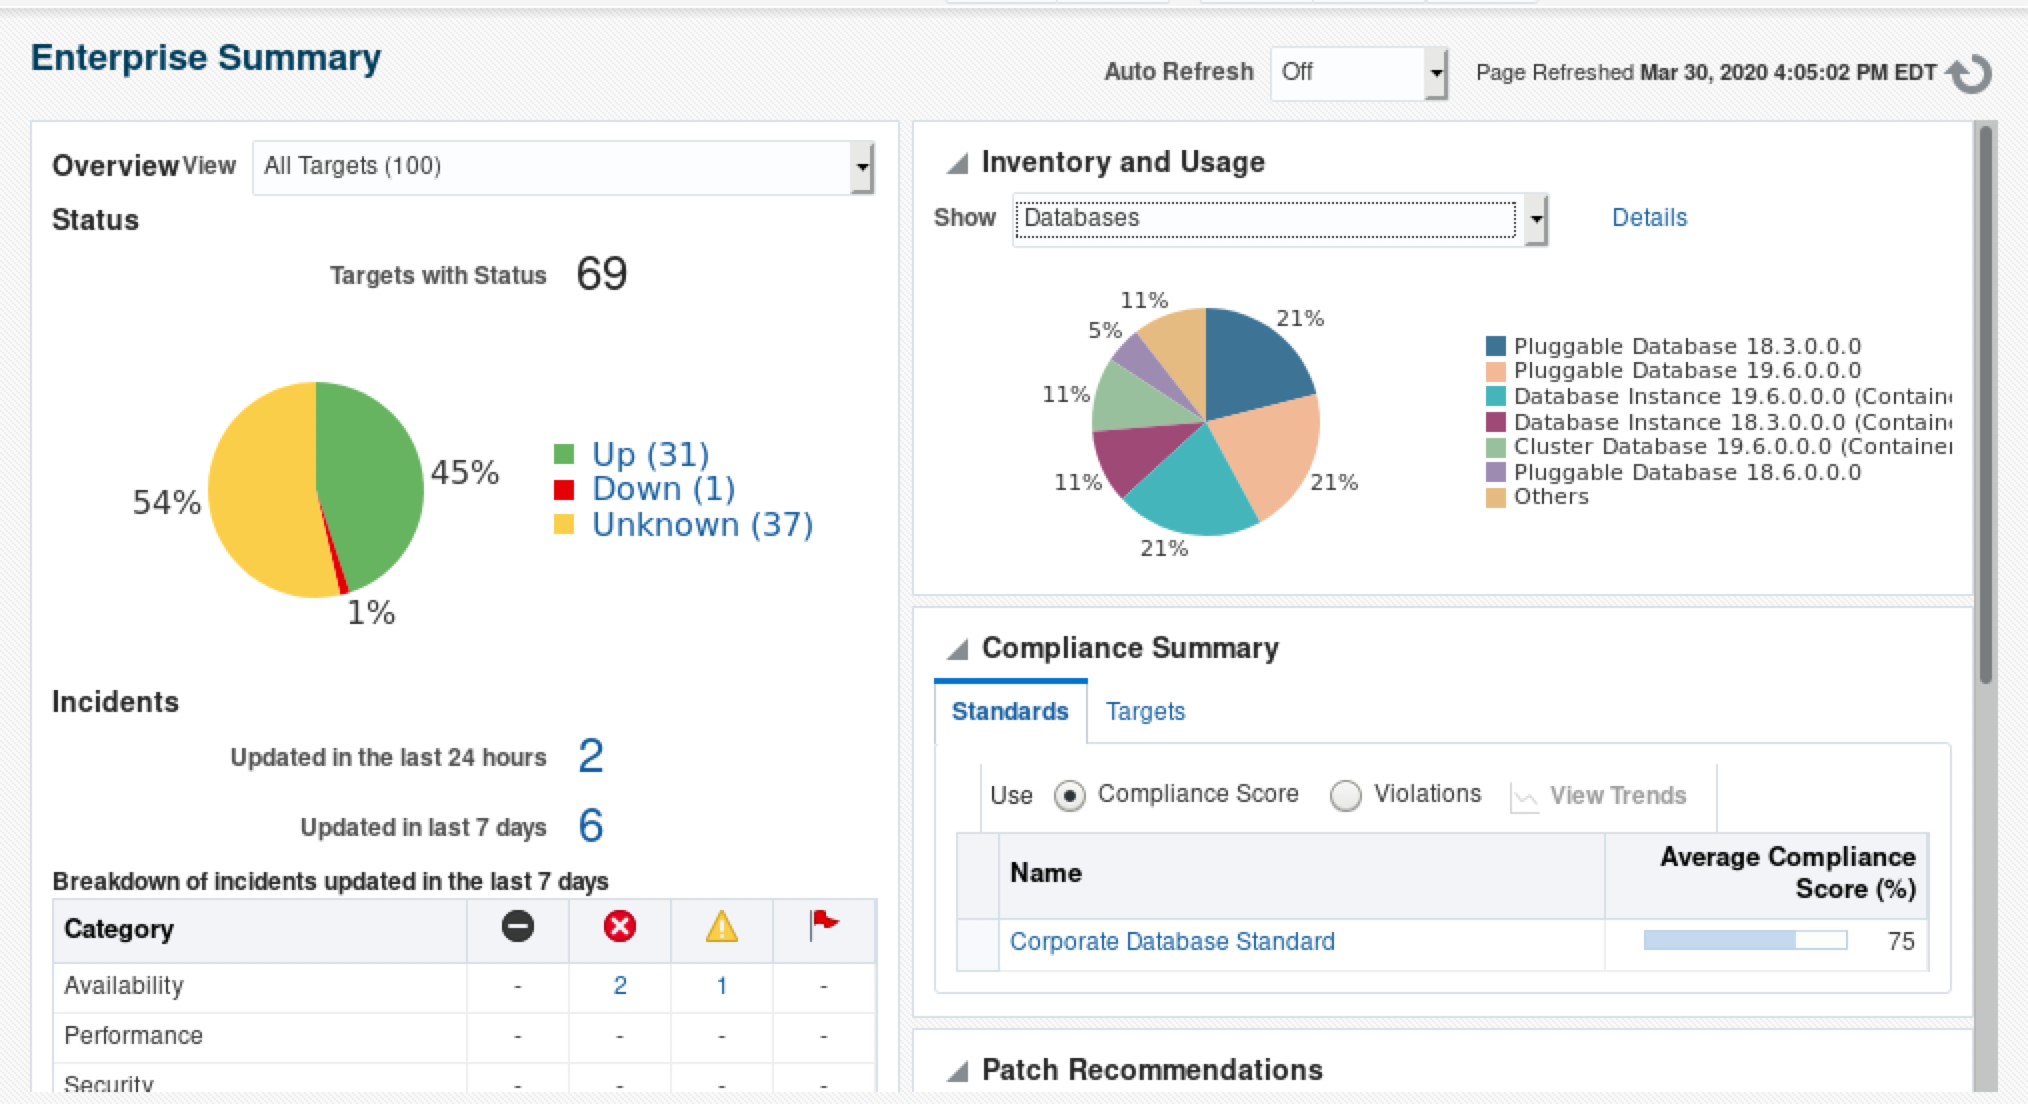 Enterprise Summary
Auto Refresh Off Page Refreshed Mar 30, 2020 4:05:02 PM EDT
Overview View All Targets (100)
Status
Targets with Status 69
54%
45%
1%
Up (31)
Down (1)
Unknown (37)
Incidents
Updated in the last 24 hours 2
Updated in last 7 days 6
Breakdown of incidents updated in the last 7 days
Category
Availability - 2 1 -
Performance - - - -
Security - - - -
Inventory and Usage
Show Databases Details
11%
21%
5%
11%
11%
21%
21%
Pluggable Database 18.3.0.0.0
Pluggable Database 19.6.0.0.0
Database Instance 19.6.0.0.0 (Containe
Database Instance 18.3.0.0.0 (Containe
Cluster Database 19.6.0.0.0 (Container
Pluggable Database 18.6.0.0.0
Others
Compliance Summary
Standards Targets
Use Compliance Score Violations View Trends
Name Average Compliance
Score (%)
Corporate Database Standard 75
Patch Recommendations